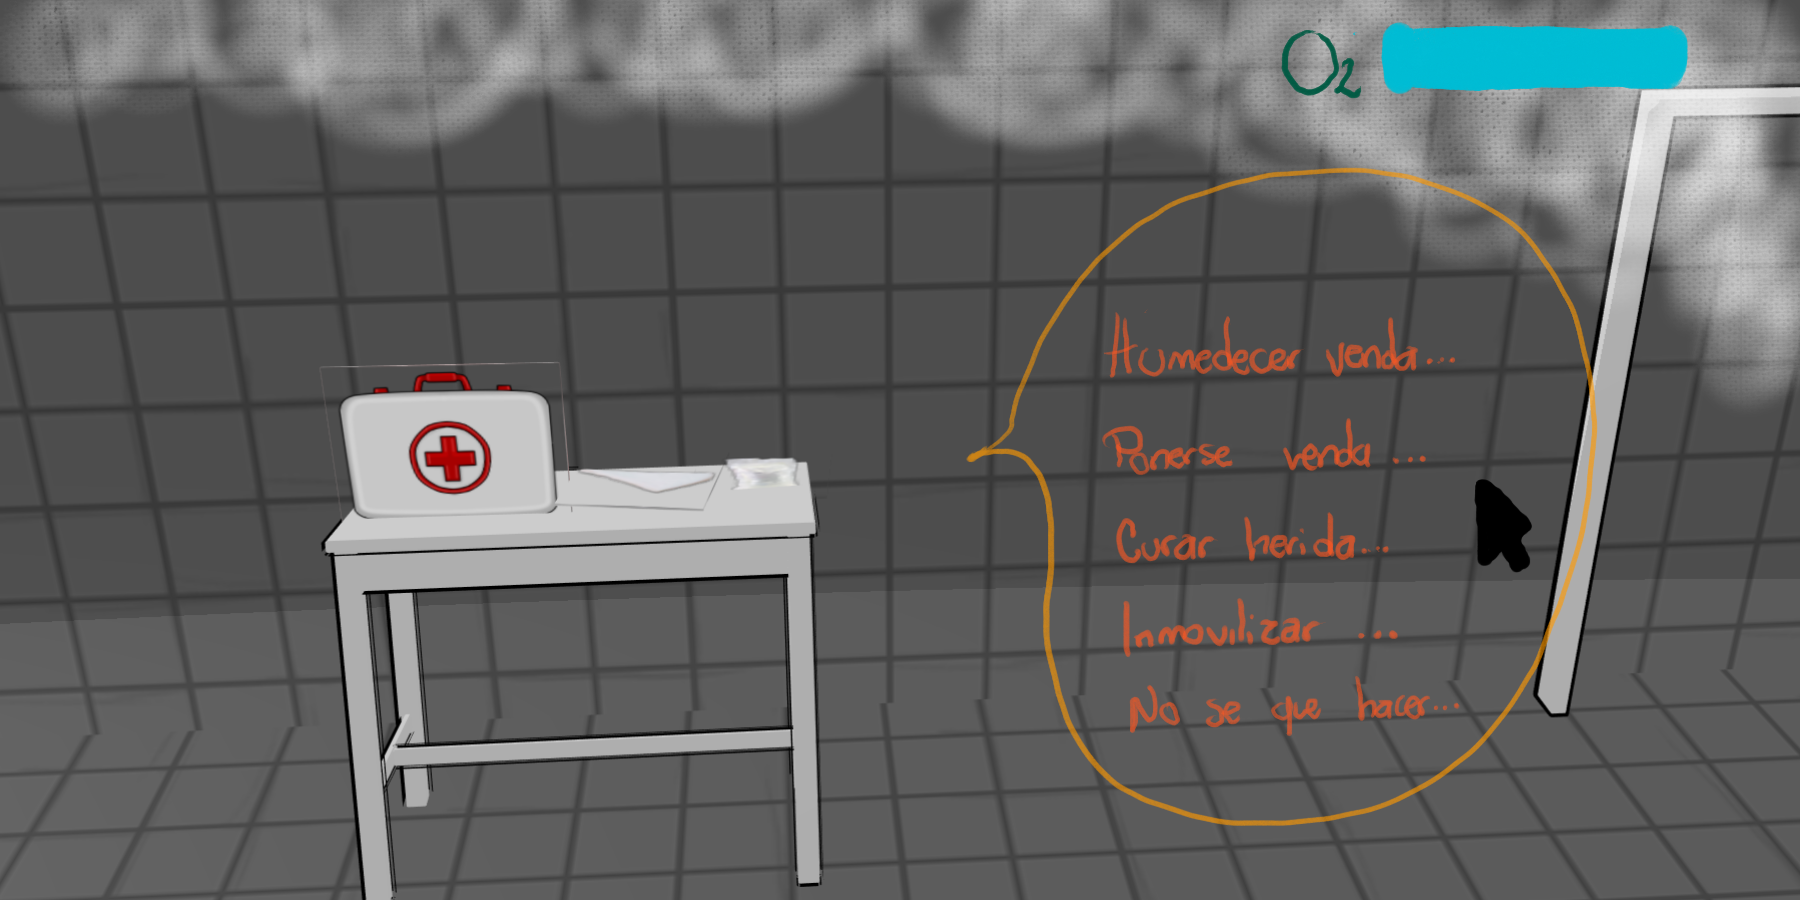 O2
Humedecer venda...
Ponerse venda...
Curar herida...
Inmovilizar ...
No se que hacer...